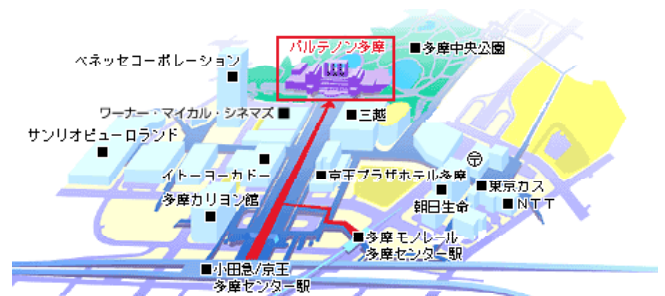 パルテノン多摩
■多摩中央公園
ベネッセコーポレーション
ワーナー・マイカル・シネマズ■
■三越
サンリオピューロランド
イトーヨーカドー
■京王プラザホテル多摩
〶
■東京ガス
多摩カリヨン館
朝日生命
■NTT
■多摩モノレール
多摩センター駅
■小田急/京王
多摩センター駅